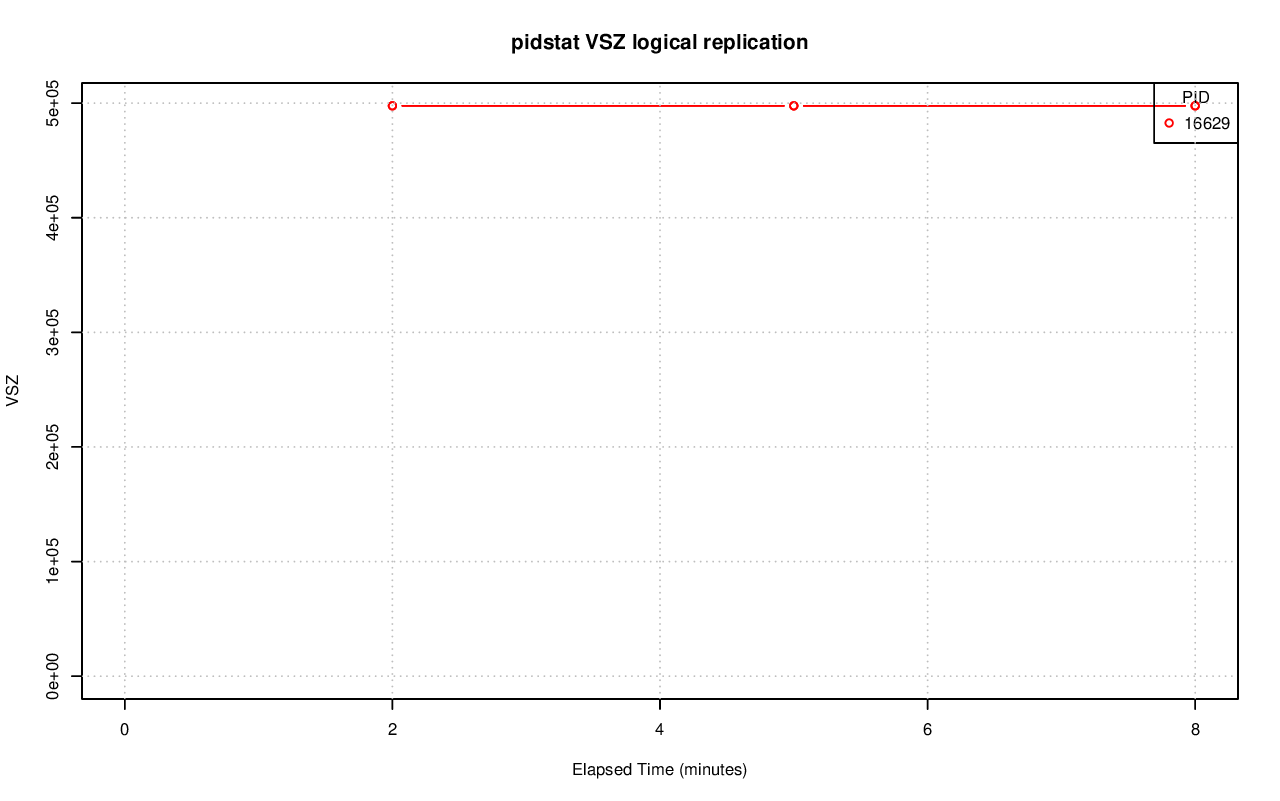 pidstat VSZ logical replication
VSZ
5e+05
4e+05
3e+05
2e+05
1e+05
0e+00
PID
16629
0 2 4 6 8
Elapsed Time (minutes)